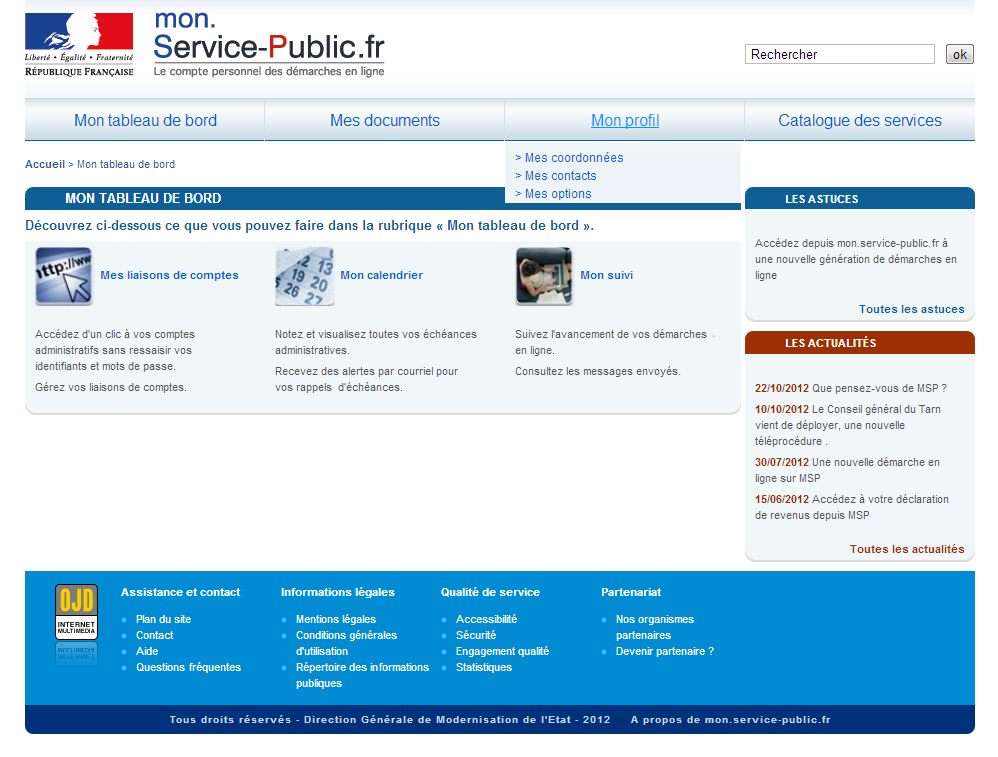 mon.
Service-Public.fr
Liberté • Égalité • Fraternité
RÉPUBLIQUE FRANÇAISE
Le compte personnel des démarches en ligne
Rechercher
ok
Mon tableau de bord
Mes documents
Mon profil
Catalogue des services
> Mes coordonnées
> Mes contacts
> Mes options
Accueil > Mon tableau de bord
MON TABLEAU DE BORD
Découvrez ci-dessous ce que vous pouvez faire dans la rubrique « Mon tableau de bord ».
http://ww
Mes liaisons de comptes
Accédez d'un clic à vos comptes
administratifs sans ressaisir vos
identifiants et mots de passe.
Gérez vos liaisons de comptes.
12 13
19 20
26 27
Mon calendrier
Notez et visualisez toutes vos échéances
administratives.
Recevez des alertes par courriel pour
vos rappels d'échéances.
Mon suivi
Suivez l'avancement de vos démarches
en ligne.
Consultez les messages envoyés.
LES ASTUCES
Accédez depuis mon.service-public.fr à
une nouvelle génération de démarches en
ligne
Toutes les astuces
LES ACTUALITÉS
22/10/2012 Que pensez-vous de MSP ?
10/10/2012 Le Conseil général du Tarn
vient de déployer, une nouvelle
téléprocédure .
30/07/2012 Une nouvelle démarche en
ligne sur MSP
15/06/2012 Accédez à votre déclaration
de revenus depuis MSP
Toutes les actualités
OJD
INTERNET
MULTIMEDIA
Assistance et contact
Plan du site
Contact
Aide
Questions fréquentes
Informations légales
Mentions légales
Conditions générales
d'utilisation
Répertoire des informations
publiques
Qualité de service
Accessibilité
Sécurité
Engagement qualité
Statistiques
Partenariat
Nos organismes
partenaires
Devenir partenaire ?
Tous droits réservés - Direction Générale de Modernisation de l'Etat - 2012 A propos de mon.service-public.fr